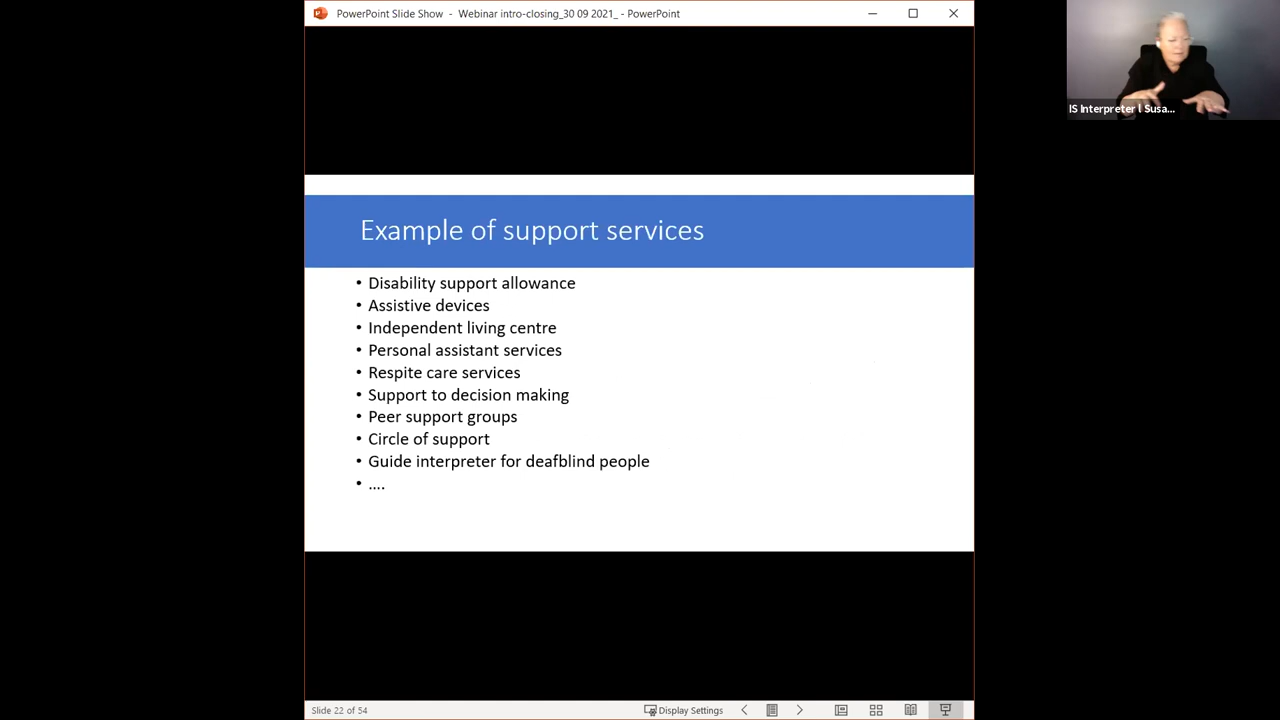 PowerPoint Slide Show - Webinar intro-closing_30 09 2021_ - PowerPoint
IS Interpreter I Susa...
Example of support services
• Disability support allowance
• Assistive devices
• Independent living centre
• Personal assistant services
• Respite care services
• Support to decision making
• Peer support groups
• Circle of support
• Guide interpreter for deafblind people
• ....
Slide 22 of 54
Display Settings